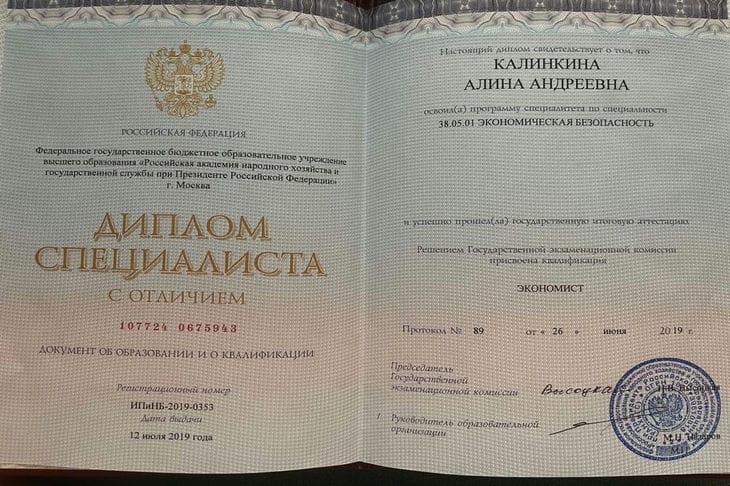 РОССИЙСКАЯ ФЕДЕРАЦИЯ
Федеральное государственное бюджетное образовательное учреждение
высшего образования «Российская академия народного хозяйства и
государственной службы при Президенте Российской Федерации»
г. Москва
ДИПЛОМ
СПЕЦИАЛИСТА
С ОТЛИЧИЕМ
107724 0675943
ДОКУМЕНТ ОБ ОБРАЗОВАНИИ И О КВАЛИФИКАЦИИ
Регистрационный номер
ИПиНБ-2019-0353
Дата выдачи
12 июля 2019 года
Настоящий диплом свидетельствует о том, что
КАЛИНКИНА
АЛИНА АНДРЕЕВНА
освоил(а) программу специалитета по специальности
38.05.01 ЭКОНОМИЧЕСКАЯ БЕЗОПАСНОСТЬ
и успешно прошел(ла) государственную итоговую аттестацию
Решением Государственной экзаменационной комиссии
присвоена квалификация
ЭКОНОМИСТ
Протокол № 89 от « 26 » июня 2019 г.
Председатель
Государственной
экзаменационной комиссии
Руководитель образовательной
организации
М.П.